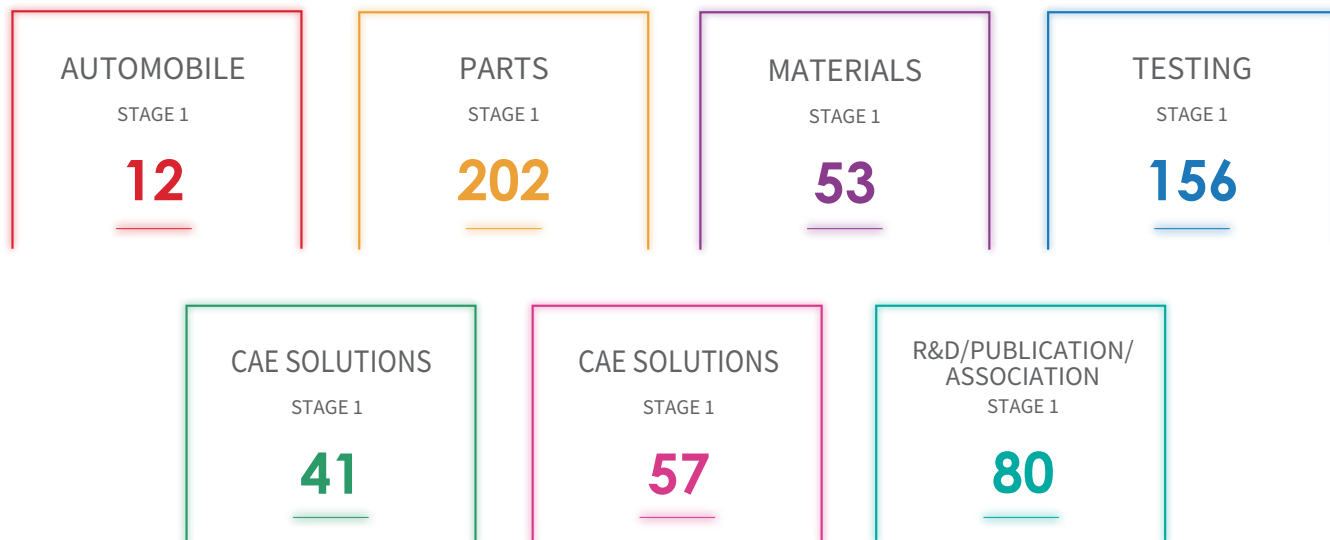 AUTOMOBILE
STAGE 1
12
PARTS
STAGE 1
202
MATERIALS
STAGE 1
53
TESTING
STAGE 1
156
CAE SOLUTIONS
STAGE 1
41
CAE SOLUTIONS
STAGE 1
57
R&D/PUBLICATION/
ASSOCIATION
STAGE 1
80